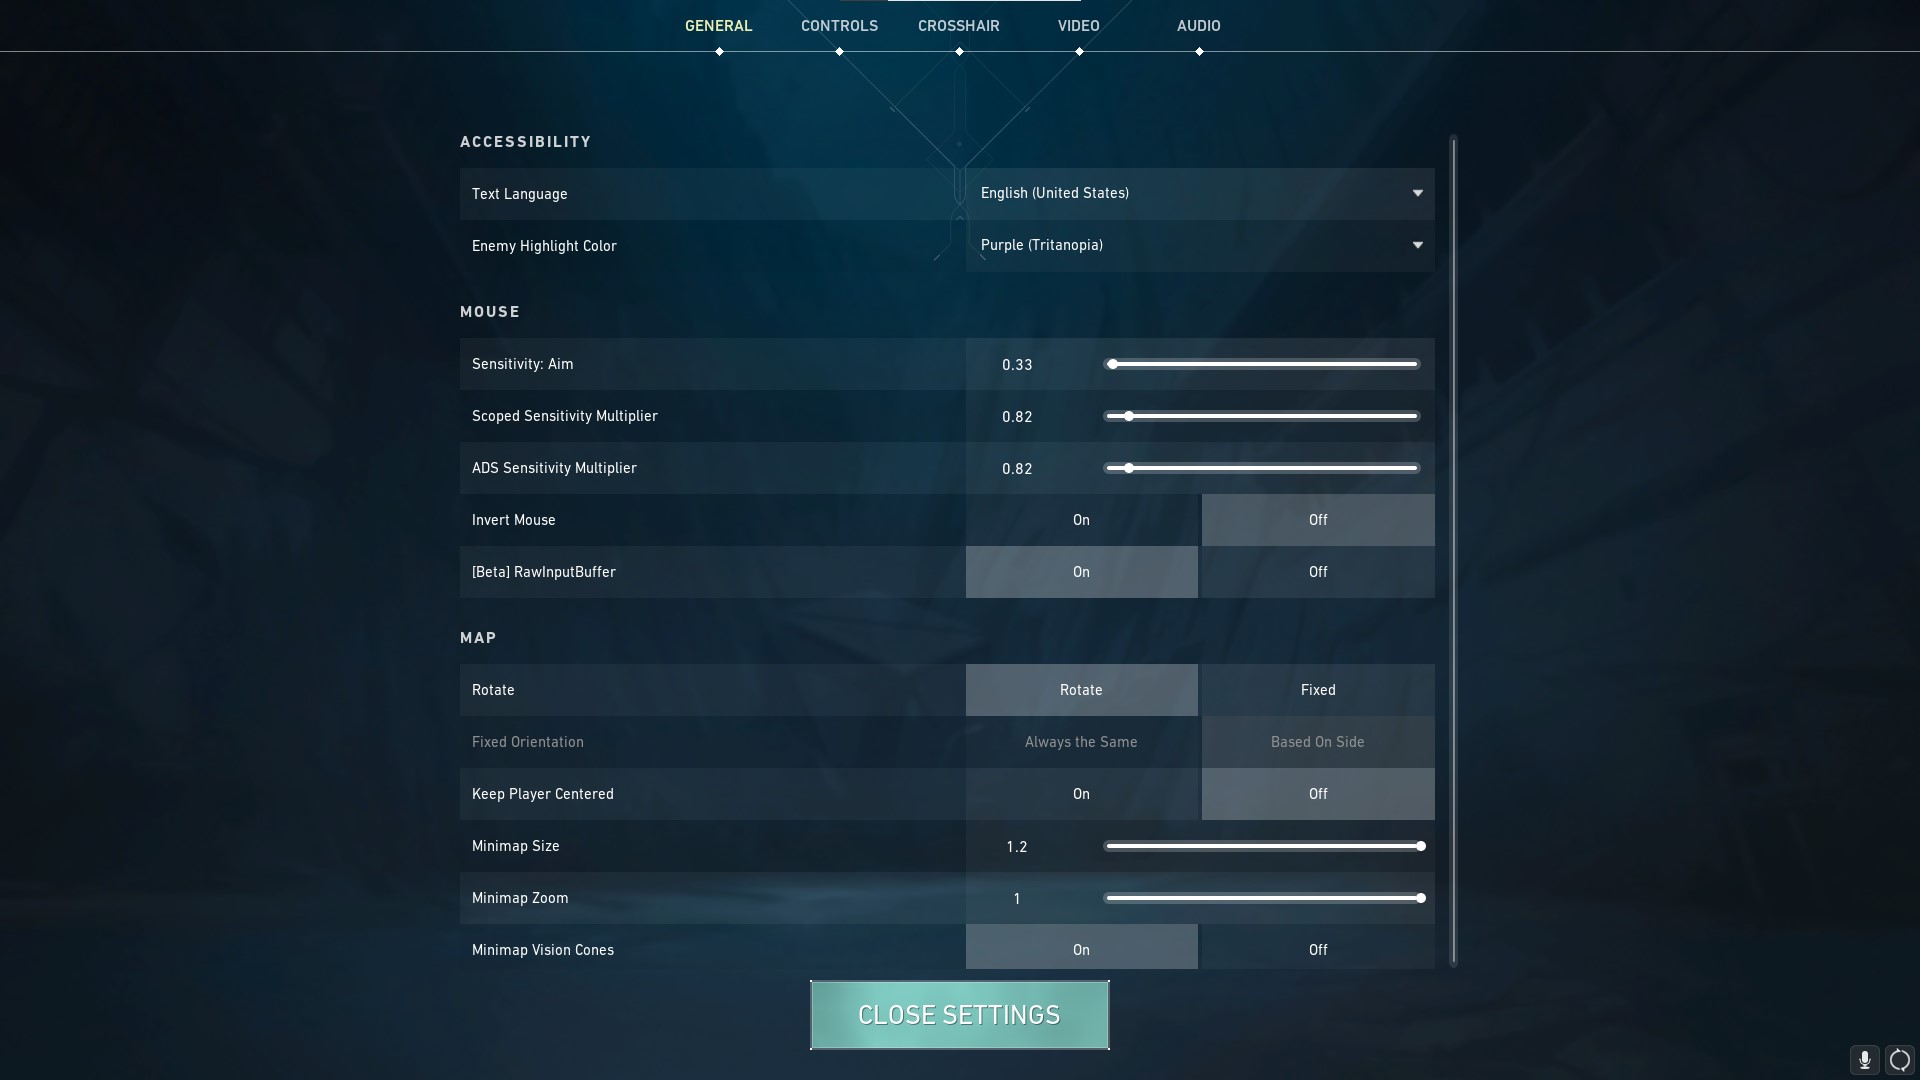 GENERAL CONTROLS CROSSHAIR VIDEO AUDIO
ACCESSIBILITY
Text Language English (United States)
Enemy Highlight Color Purple (Tritanopia)
MOUSE
Sensitivity: Aim 0.33
Scoped Sensitivity Multiplier 0.82
ADS Sensitivity Multiplier 0.82
Invert Mouse On Off
[Beta] RawInputBuffer On Off
MAP
Rotate Rotate Fixed
Fixed Orientation Always the Same Based On Side
Keep Player Centered On Off
Minimap Size 1.2
Minimap Zoom 1
Minimap Vision Cones On Off
CLOSE SETTINGS